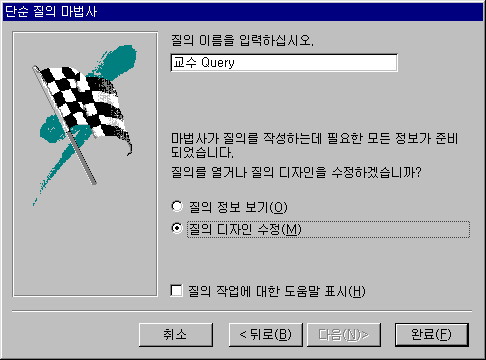 단순 질의 마법사
질의 이름을 입력하십시오.
교수 Query
마법사가 질의를 작성하는데 필요한 모든 정보가 준비
되었습니다.
질의를 열거나 질의 디자인을 수정하겠습니까?
질의 정보 보기(O)
질의 디자인 수정(M)
질의 작업에 대한 도움말 표시(H)
취소
< 뒤로(B)
다음(N)>
완료(F)